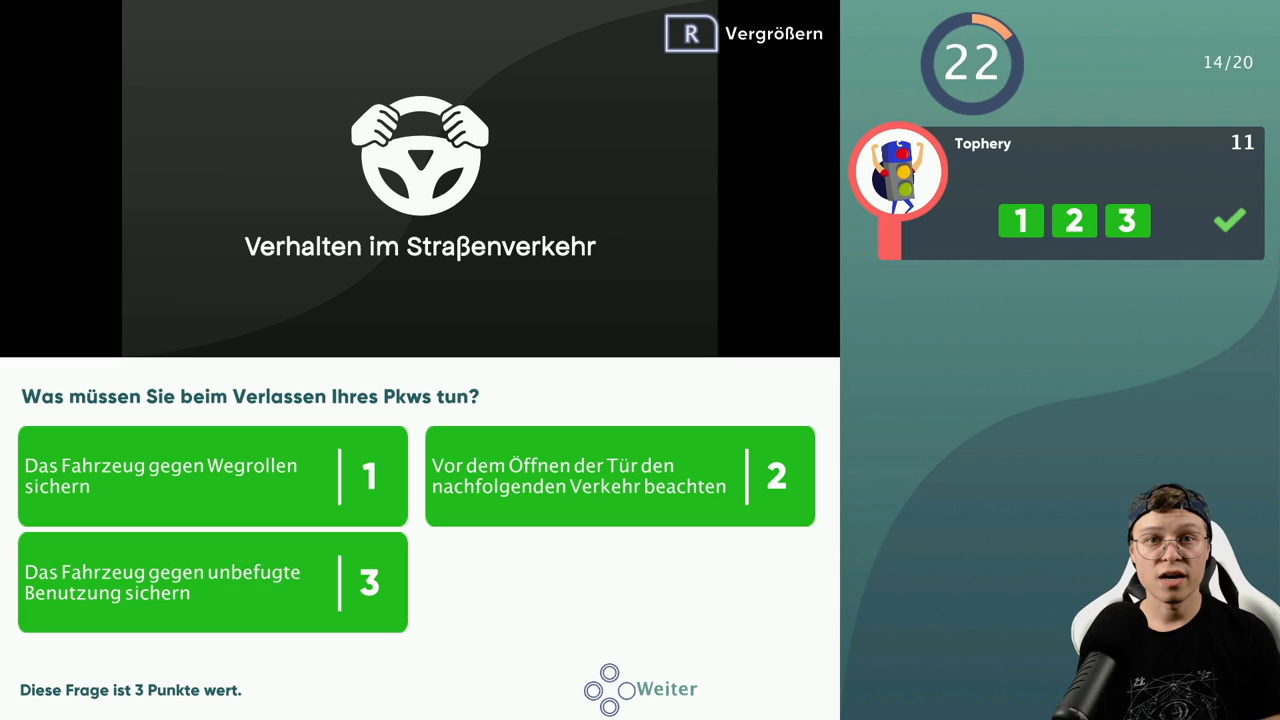 R Vergrößern
Verhalten im Straßenverkehr
22
14/20
Tophery 11
1 2 3
Was müssen Sie beim Verlassen Ihres Pkws tun?
Das Fahrzeug gegen Wegrollen
sichern
1
Vor dem Öffnen der Tür den
nachfolgenden Verkehr beachten
2
Das Fahrzeug gegen unbefugte
Benutzung sichern
3
Diese Frage ist 3 Punkte wert.
Weiter